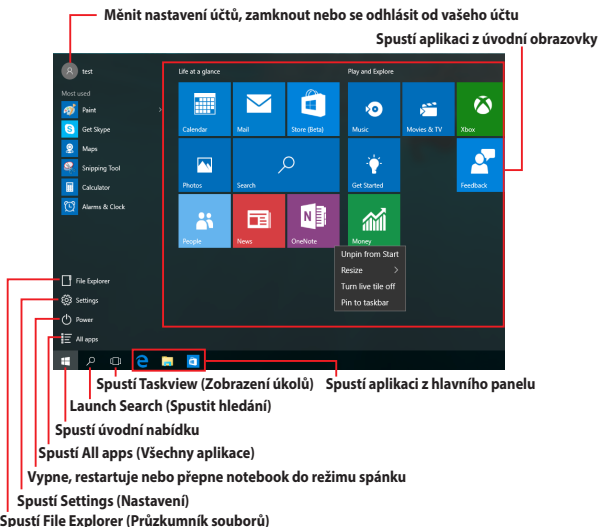 Měnit nastavení účtů, zamknout nebo se odhlásit od vašeho účtu
Spustí aplikaci z úvodní obrazovky
test
Life at a glance
Play and Explore
Most used
Paint
Get Skype
Maps
Snipping Tool
Calculator
Alarms & Clock
Calendar
Mail
Store (Beta)
Music
Movies & TV
Xbox
Photos
Search
Get Started
Feedback
People
News
OneNote
Money
Unpin from Start
Resize
Turn live tile off
Pin to taskbar
File Explorer
Settings
Power
All apps
Spustí Taskview (Zobrazení úkolů)
Spustí aplikaci z hlavního panelu
Launch Search (Spustit hledání)
Spustí úvodní nabídku
Spustí All apps (Všechny aplikace)
Vypne, restartuje nebo přepne notebook do režimu spánku
Spustí Settings (Nastavení)
Spustí File Explorer (Průzkumník souborů)